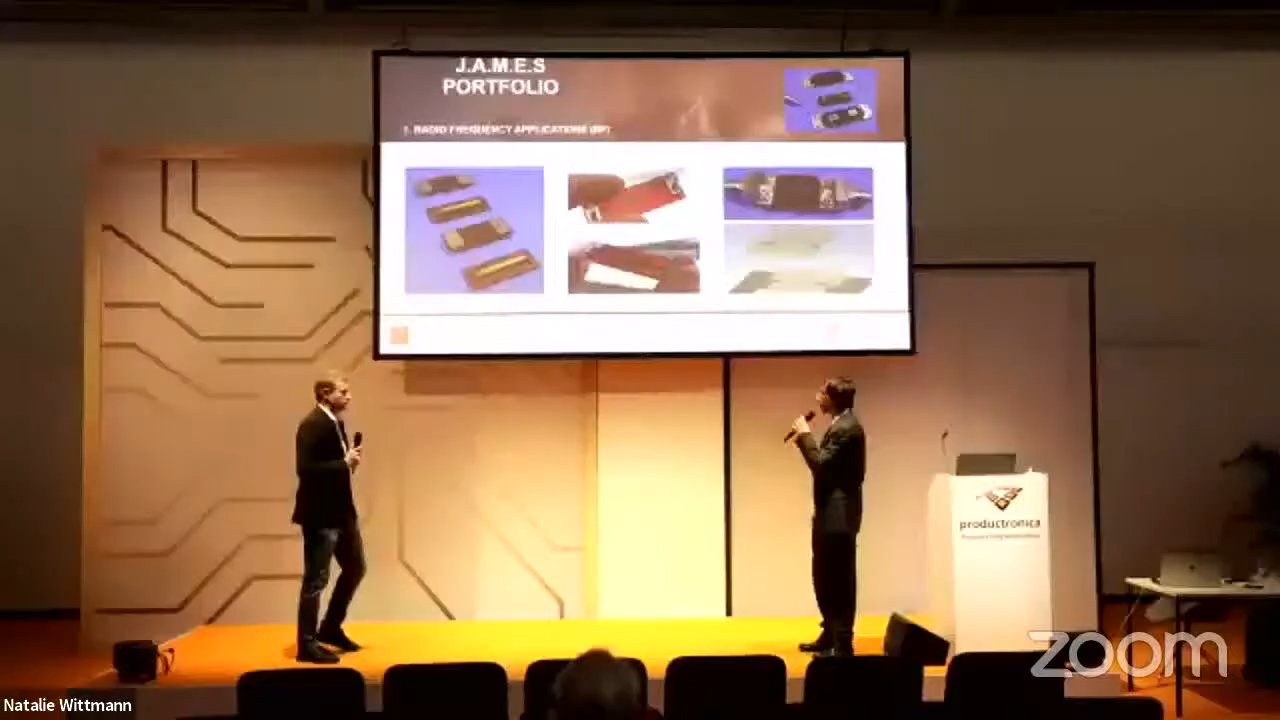 J.A.M.E.S
PORTFOLIO
1. RADIO FREQUENCY APPLICATIONS (RF)
productronica
zoom
Natalie Wittmann